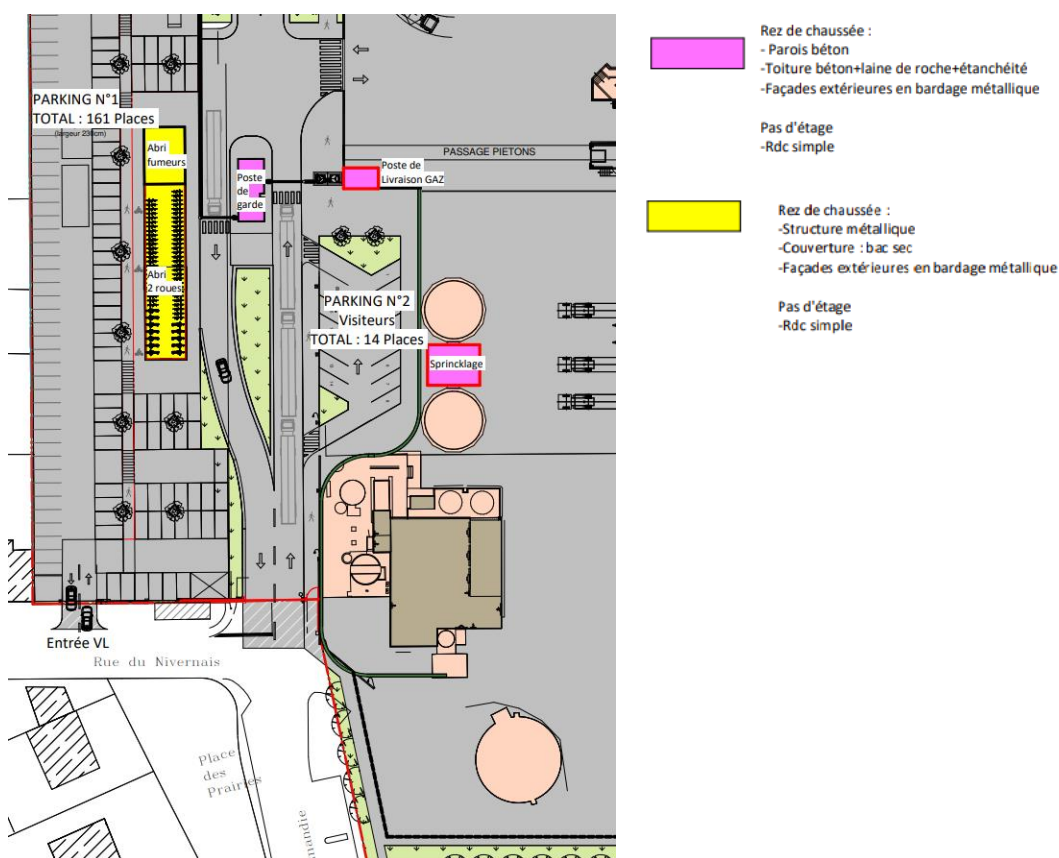 PARKING N°1
TOTAL : 161 Places
(largeur 230cm)
Abri
fumeurs
Poste
de
garde
PASSAGE PIETONS
Poste de
Livraison GAZ
Abri
2 roues
PARKING N°2
Visiteurs
TOTAL : 14 Places
Sprincklage
Entrée VL
Rue du Nivernais
Place
des
Prairies
Rez de chaussée :
- Parois béton
-Toiture béton+laine de roche+étanchéité
-Façades extérieures en bardage métallique
Pas d'étage
-Rdc simple
Rez de chaussée :
-Structure métallique
-Couverture : bac sec
-Façades extérieures en bardage métallique
Pas d'étage
-Rdc simple